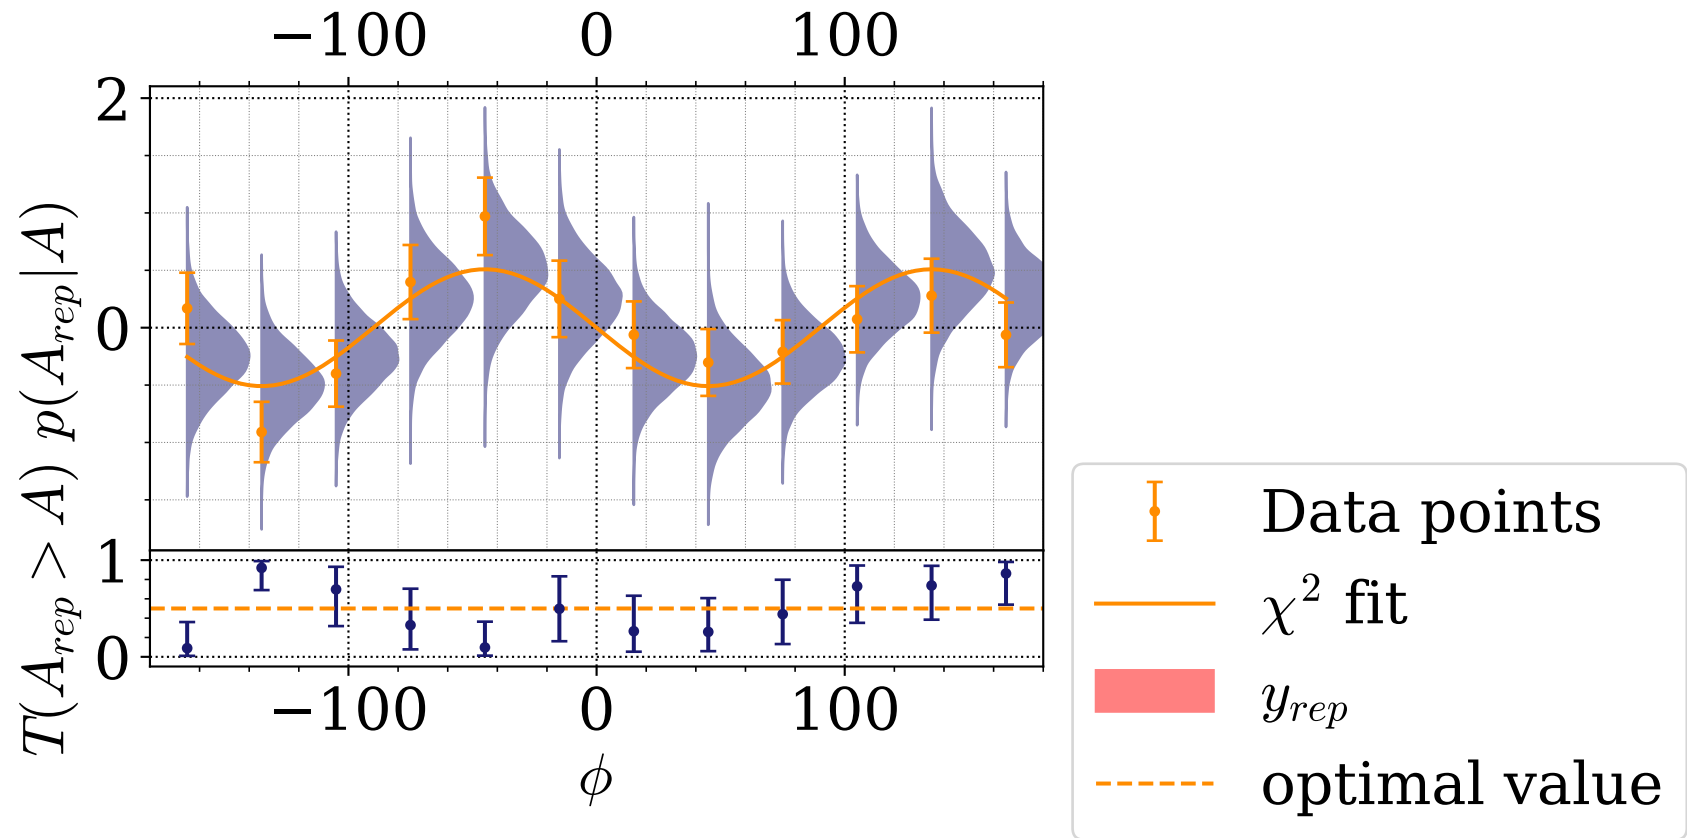 −100 0 100
2
0
1
0
T(A_rep > A) p(A_rep|A)
−100 0 100
ϕ
Data points
χ² fit
y_rep
optimal value